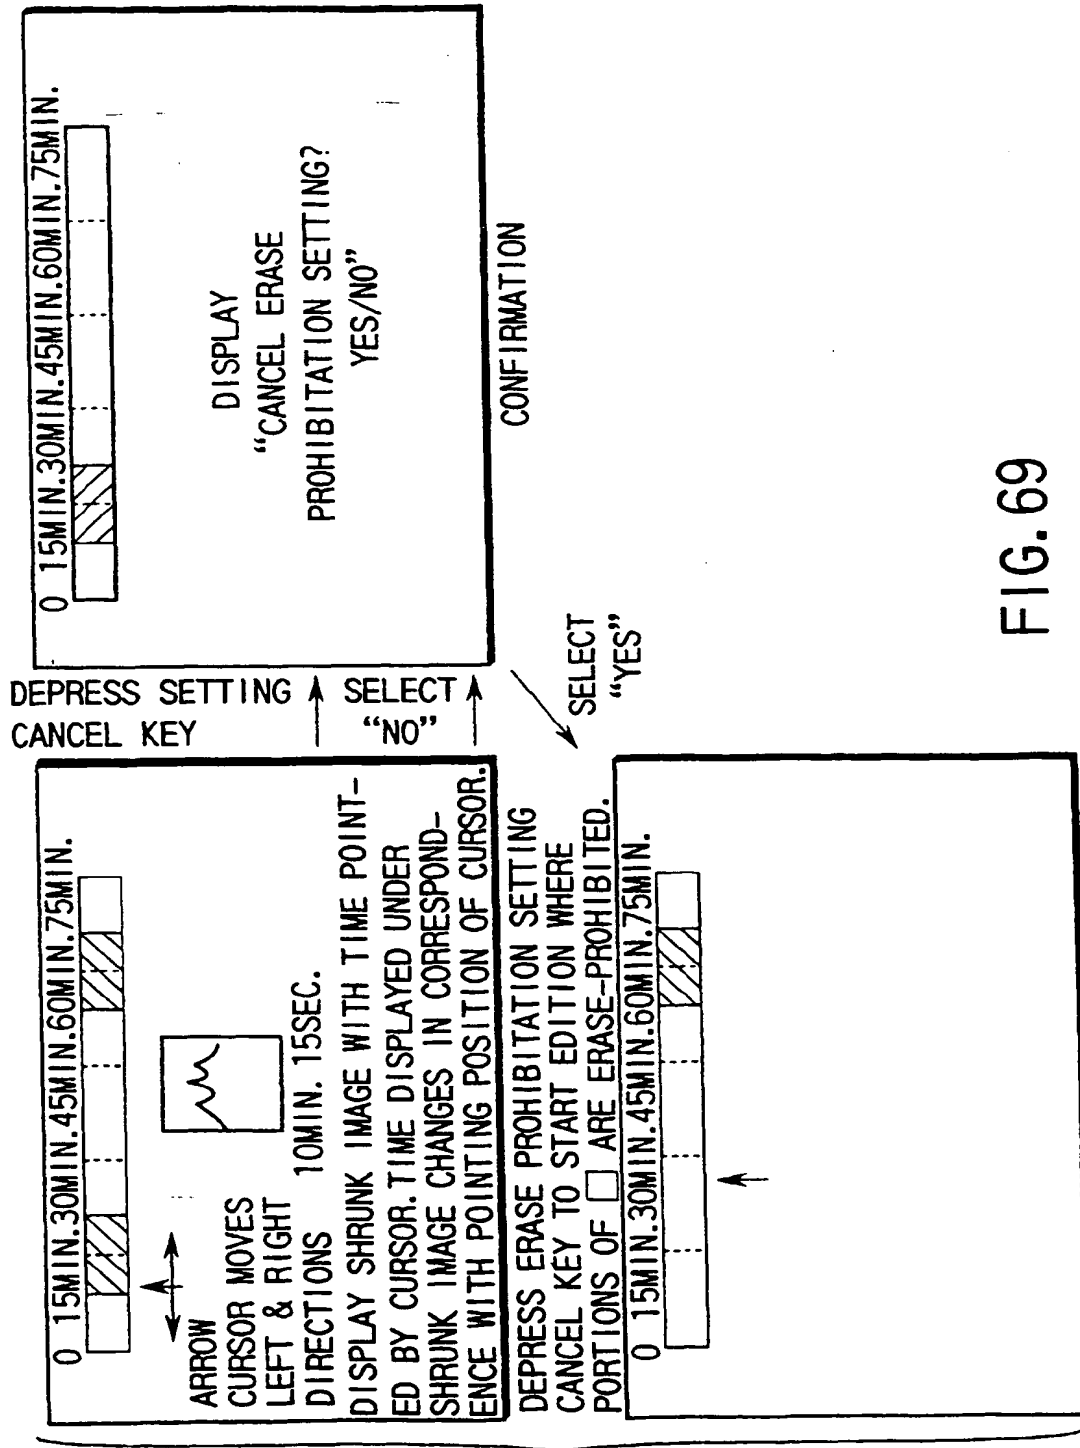 0 15MIN.30MIN.45MIN.60MIN.75MIN.
ARROW
CURSOR MOVES
LEFT & RIGHT
DIRECTIONS
10MIN. 15SEC.
DISPLAY SHRUNK IMAGE WITH TIME POINT-
ED BY CURSOR.TIME DISPLAYED UNDER
SHRUNK IMAGE CHANGES IN CORRESPOND-
ENCE WITH POINTING POSITION OF CURSOR.
DEPRESS SETTING
CANCEL KEY
SELECT
“NO”
0 15MIN.30MIN.45MIN.60MIN.75MIN.
DISPLAY
“CANCEL ERASE
PROHIBITATION SETTING?
YES/NO”
CONFIRMATION
SELECT
“YES”
DEPRESS ERASE PROHIBITATION SETTING
CANCEL KEY TO START EDITION WHERE
PORTIONS OF □ ARE ERASE-PROHIBITED.
0 15MIN.30MIN.45MIN.60MIN.75MIN.
FIG.69